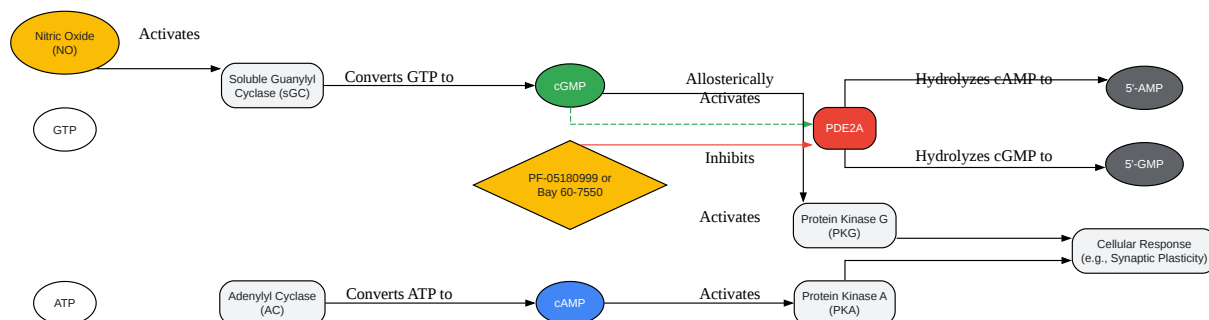 Nitric Oxide
(NO)
Activates
Soluble Guanylyl
Cyclase (sGC)
Converts GTP to
cGMP
Allosterically
Activates
Hydrolyzes cAMP to
5'-AMP
GTP
PDE2A
Inhibits
Hydrolyzes cGMP to
5'-GMP
PF-05180999 or
Bay 60-7550
Activates
Protein Kinase G
(PKG)
Cellular Response
(e.g., Synaptic Plasticity)
ATP
Adenylyl Cyclase
(AC)
Converts ATP to
cAMP
Activates
Protein Kinase A
(PKA)